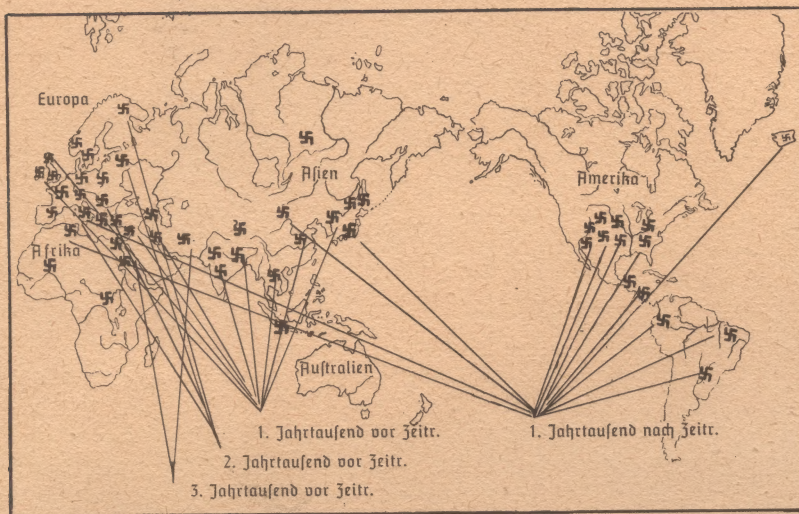 Europa
Asien
Amerika
Afrika
Australien
1. Jahrtausend vor Zeitr.
1. Jahrtausend nach Zeitr.
2. Jahrtausend vor Zeitr.
3. Jahrtausend vor Zeitr.